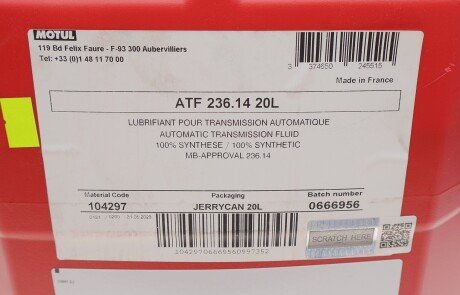 MOTUL
119 Bd Felix Faure - F-93 300 Aubervilliers
Tel: +33 (0)1 48 11 70 00
3 374650 245515
Made in France
ATF 236.14 20L
LUBRIFIANT POUR TRANSMISSION AUTOMATIQUE
AUTOMATIC TRANSMISSION FLUID
100% SYNTHESE / 100% SYNTHETIC
MB-APPROVAL 236.14
Material Code
Packaging
Batch number
104297
JERRYCAN 20L
0666956
SCRATCH HERE